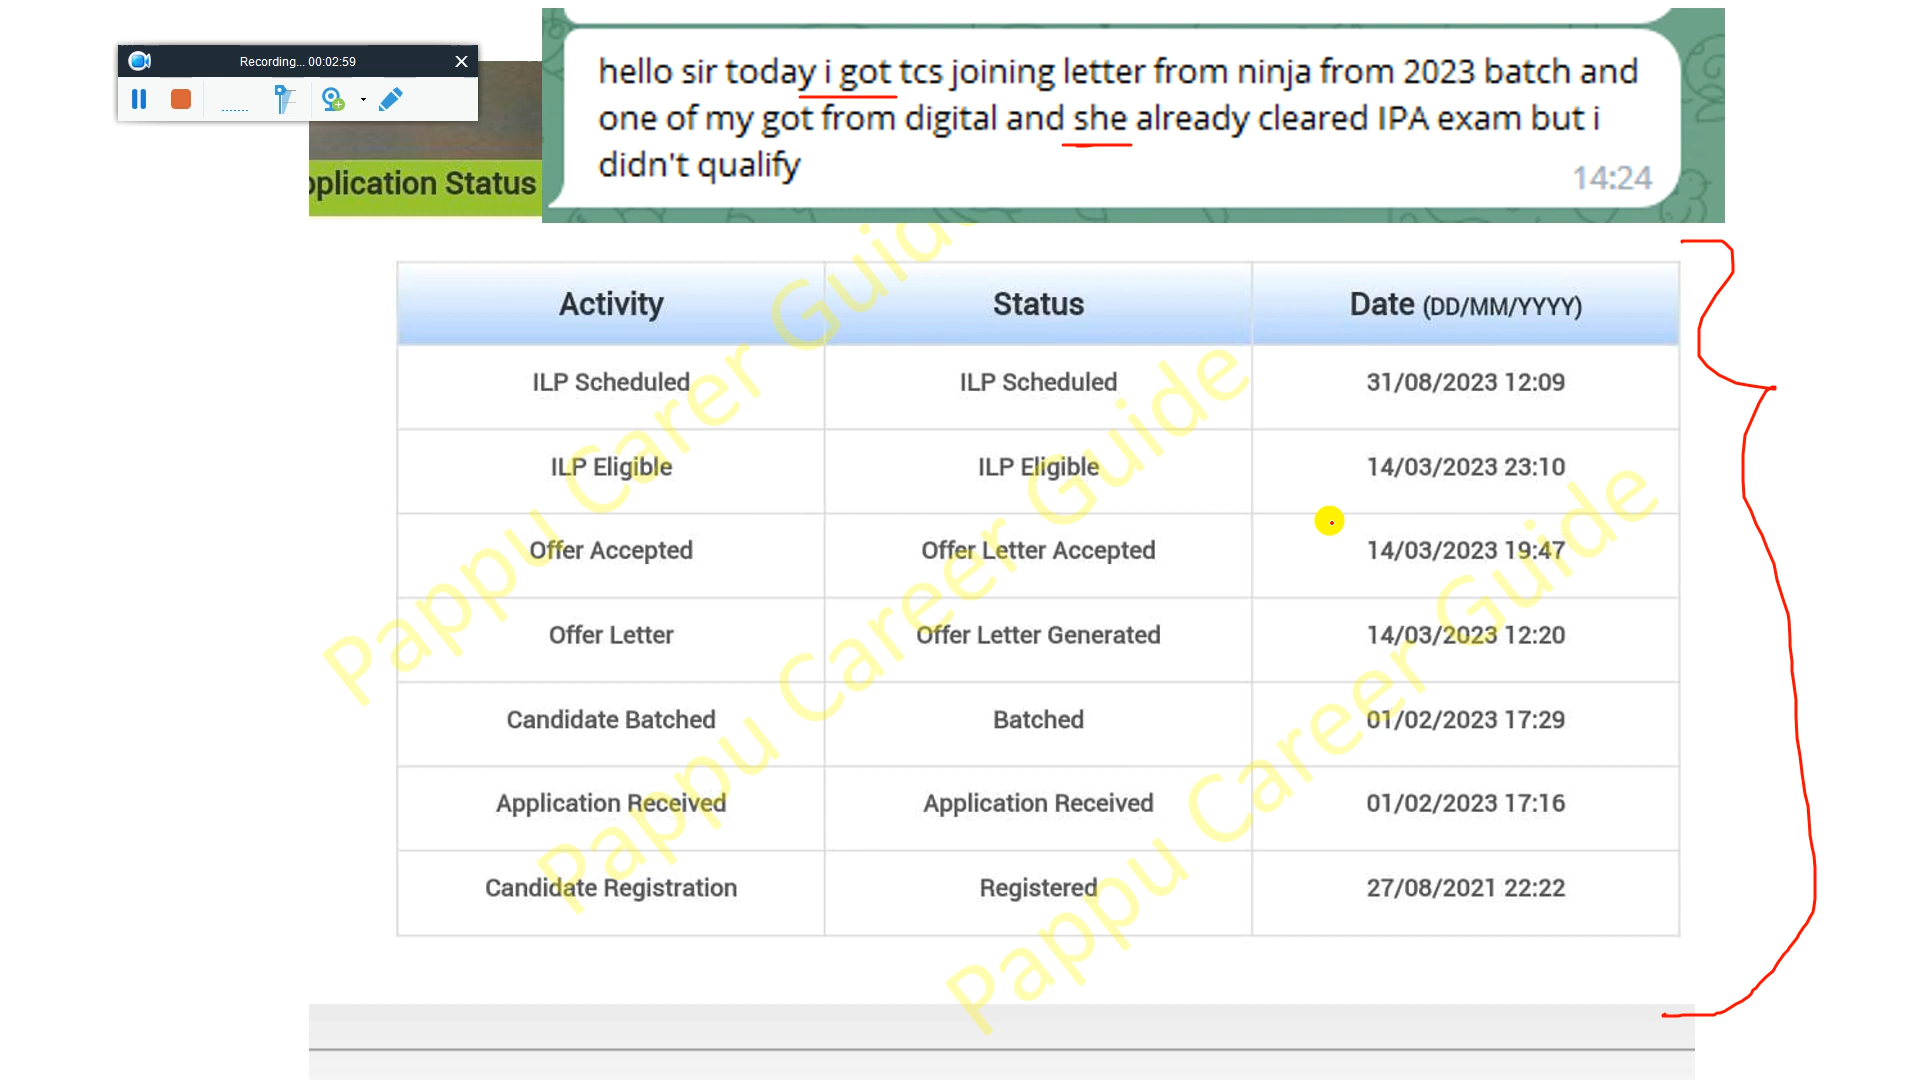 Recording... 00:02:59
hello sir today i got tcs joining letter from ninja from 2023 batch and
one of my got from digital and she already cleared IPA exam but i
didn't qualify
14:24
pplication Status
Activity Status Date (DD/MM/YYYY)
ILP Scheduled ILP Scheduled 31/08/2023 12:09
ILP Eligible ILP Eligible 14/03/2023 23:10
Offer Accepted Offer Letter Accepted 14/03/2023 19:47
Offer Letter Offer Letter Generated 14/03/2023 12:20
Candidate Batched Batched 01/02/2023 17:29
Application Received Application Received 01/02/2023 17:16
Candidate Registration Registered 27/08/2021 22:22
Pappu Carer Guide
Pappu Career Guide
Pappu Career Guide